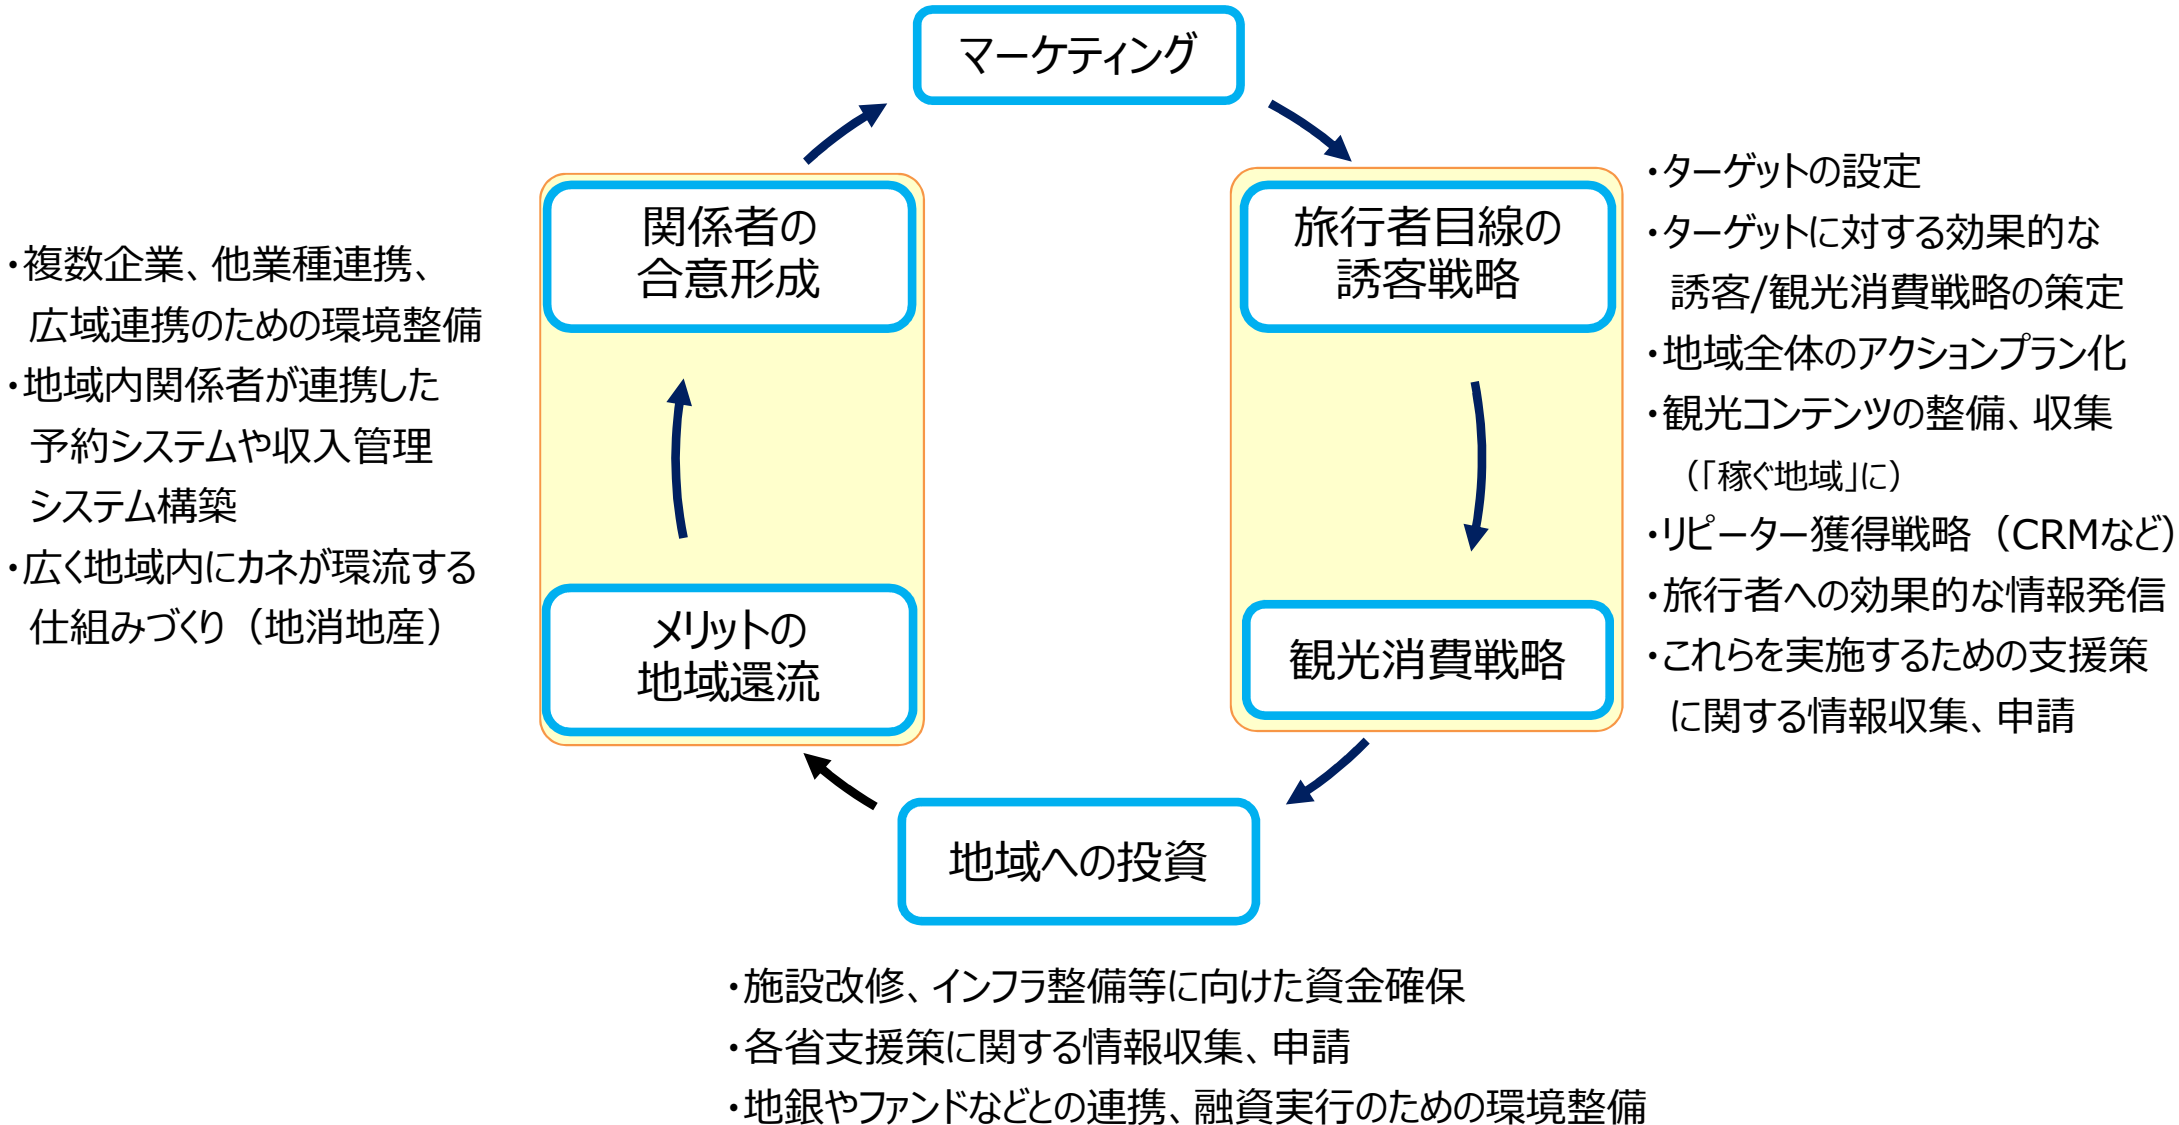 マーケティング
関係者の
合意形成
旅行者目線の
誘客戦略
メリットの
地域還流
観光消費戦略
地域への投資
・複数企業、他業種連携、
広域連携のための環境整備
・地域内関係者が連携した
予約システムや収入管理
システム構築
・広く地域内にカネが環流する
仕組みづくり（地消地産）
・ターゲットの設定
・ターゲットに対する効果的な
誘客/観光消費戦略の策定
・地域全体のアクションプラン化
・観光コンテンツの整備、収集
（「稼ぐ地域」に）
・リピーター獲得戦略（CRMなど）
・旅行者への効果的な情報発信
・これらを実施するための支援策
に関する情報収集、申請
・施設改修、インフラ整備等に向けた資金確保
・各省支援策に関する情報収集、申請
・地銀やファンドなどとの連携、融資実行のための環境整備